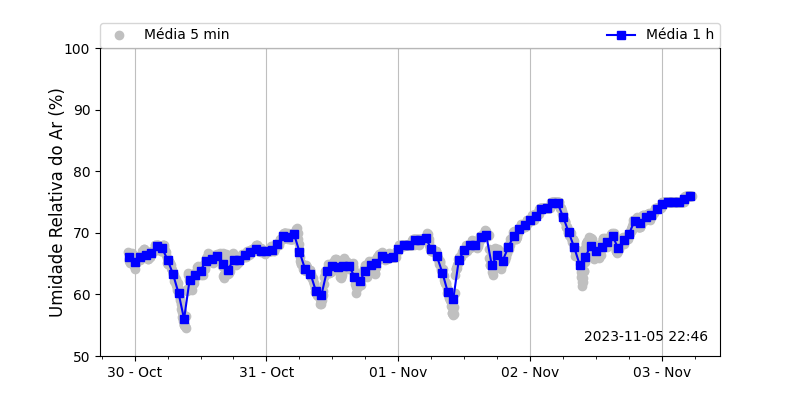 Média 5 min Média 1 h
100
90
80
70
60
50
Umidade Relativa do Ar (%)
2023-11-05 22:46
30 - Oct 31 - Oct 01 - Nov 02 - Nov 03 - Nov